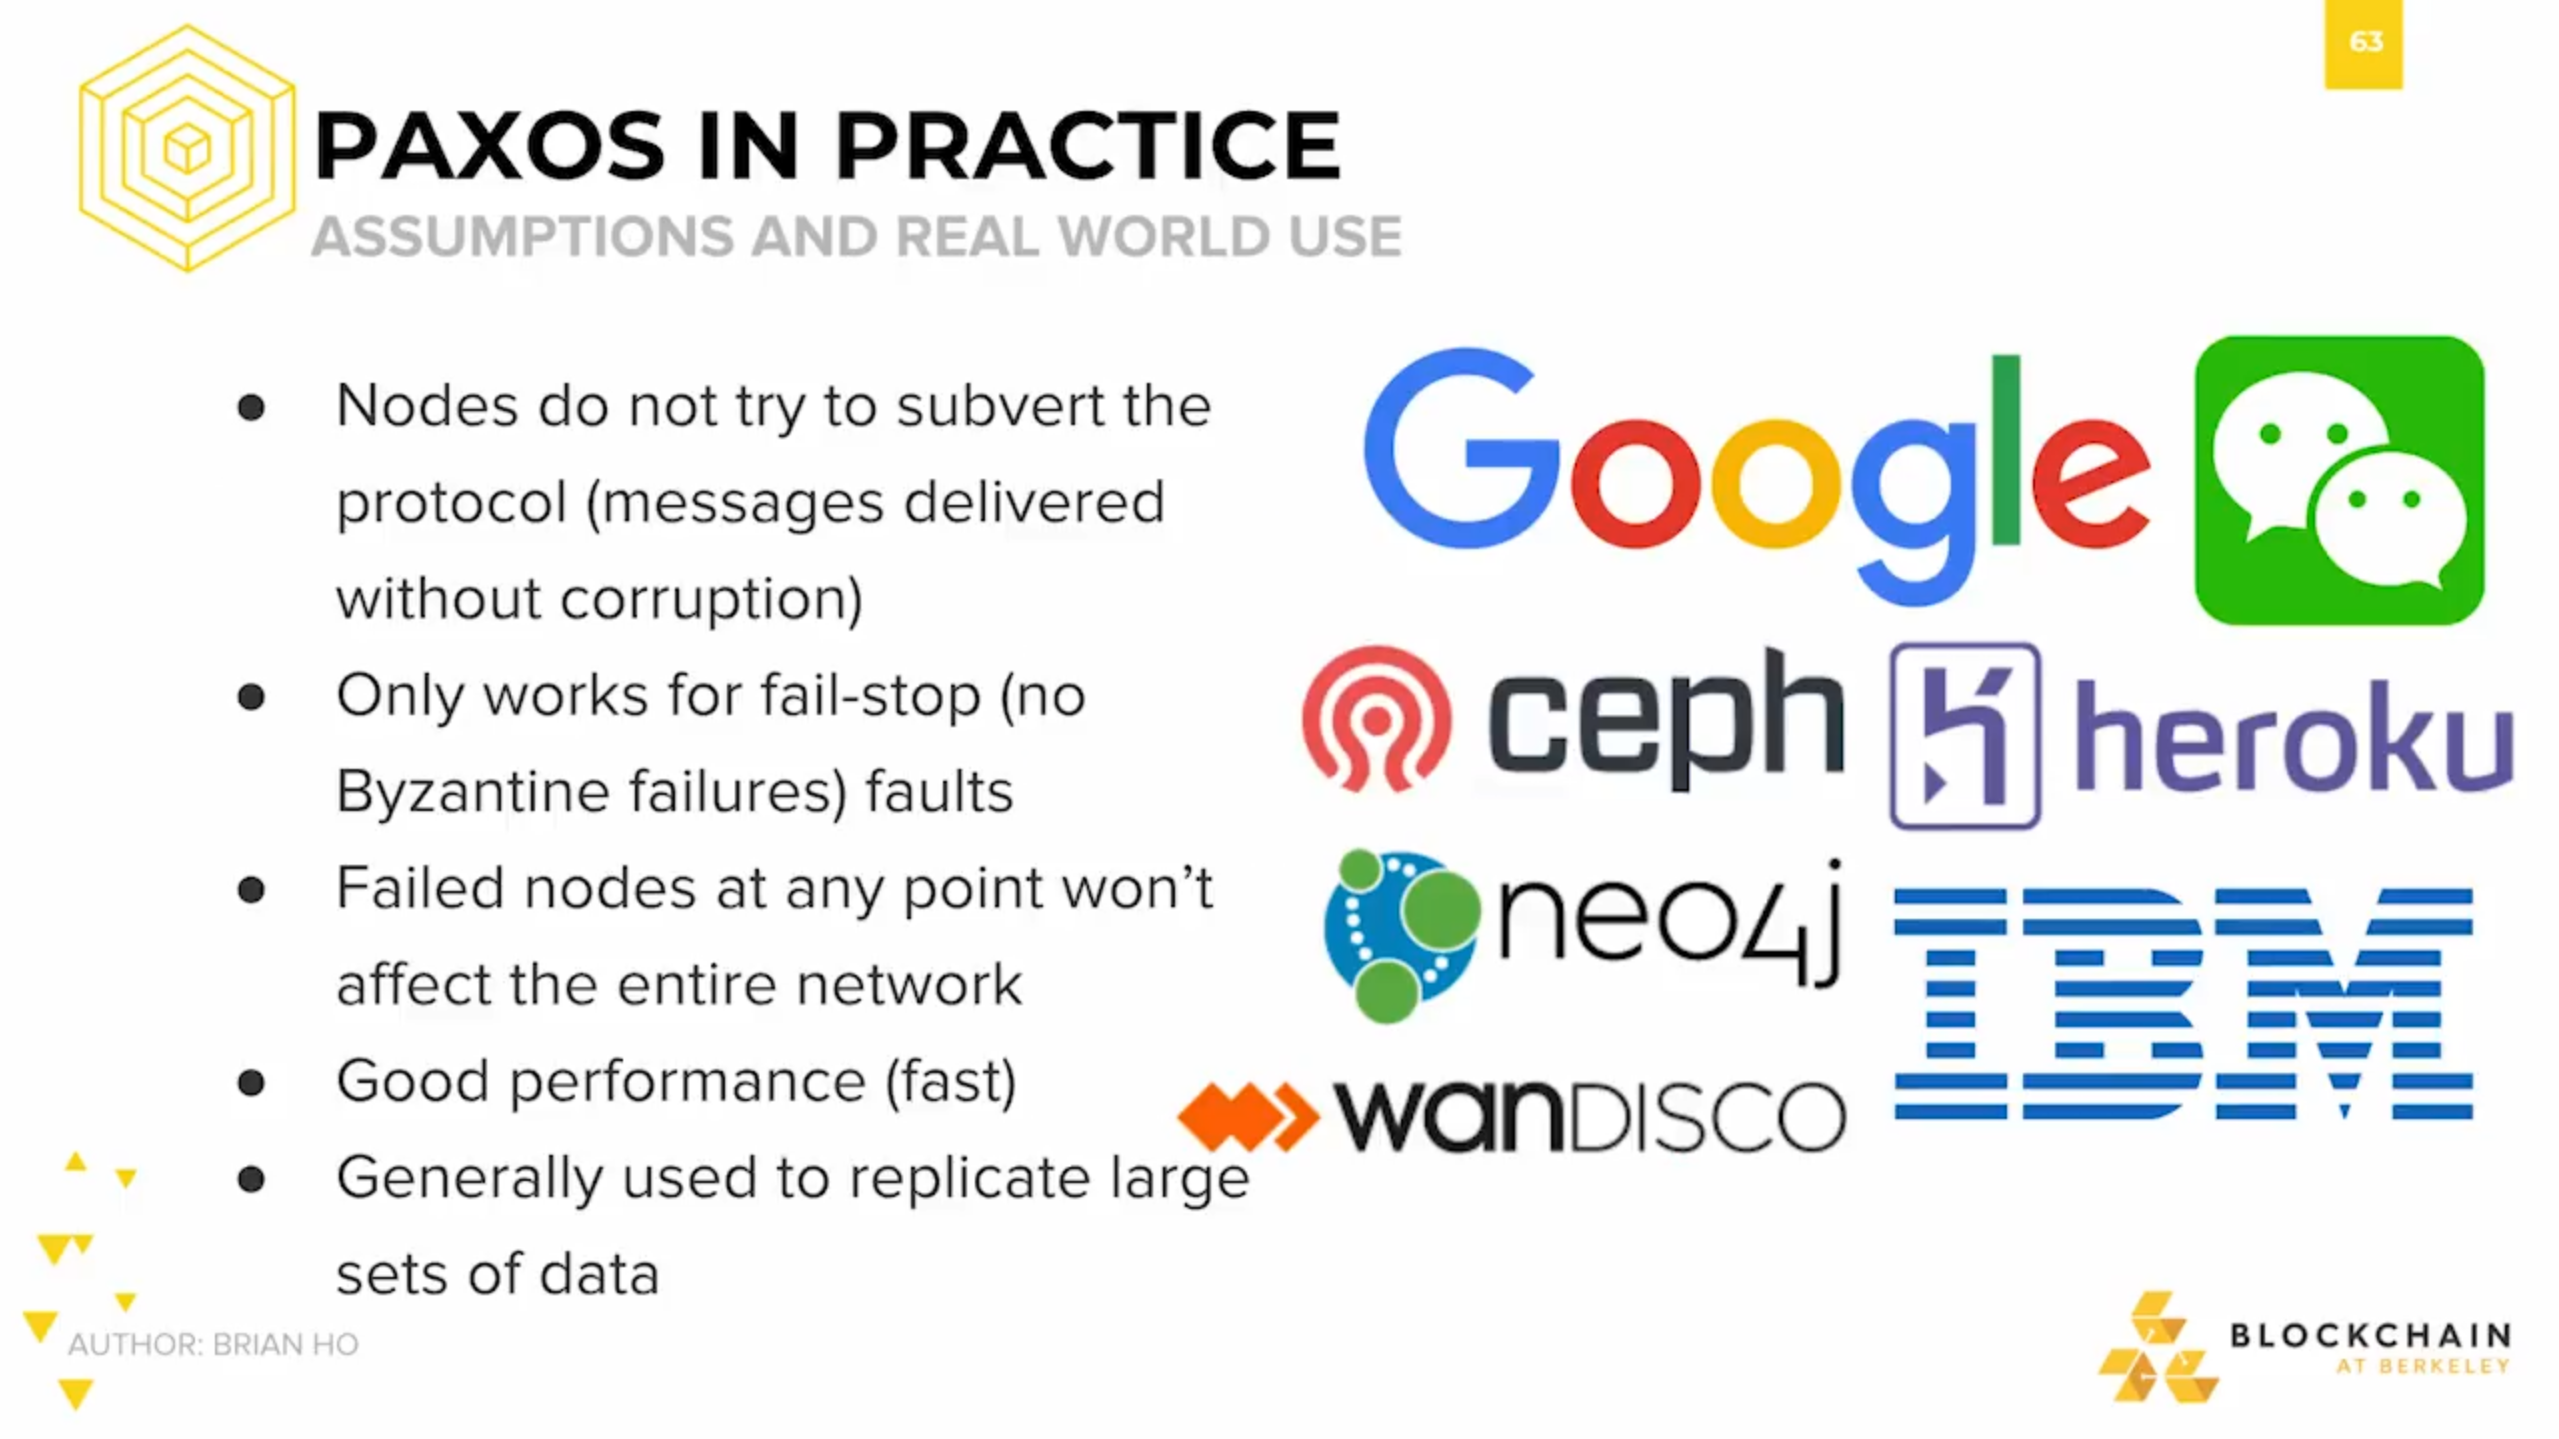 63
PAXOS IN PRACTICE
ASSUMPTIONS AND REAL WORLD USE
● Nodes do not try to subvert the
protocol (messages delivered
without corruption)
● Only works for fail-stop (no
Byzantine failures) faults
● Failed nodes at any point won’t
affect the entire network
● Good performance (fast)
● Generally used to replicate large
sets of data
Google
ceph
heroku
neo4j
IBM
wanDISCO
AUTHOR: BRIAN HO
BLOCKCHAIN
AT BERKELEY